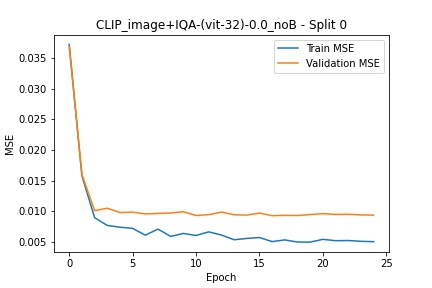 CLIP_image+IQA-(vit-32)-0.0_noB - Split 0
Train MSE
Validation MSE
MSE
0.035
0.030
0.025
0.020
0.015
0.010
0.005
0
5
10
15
20
25
Epoch